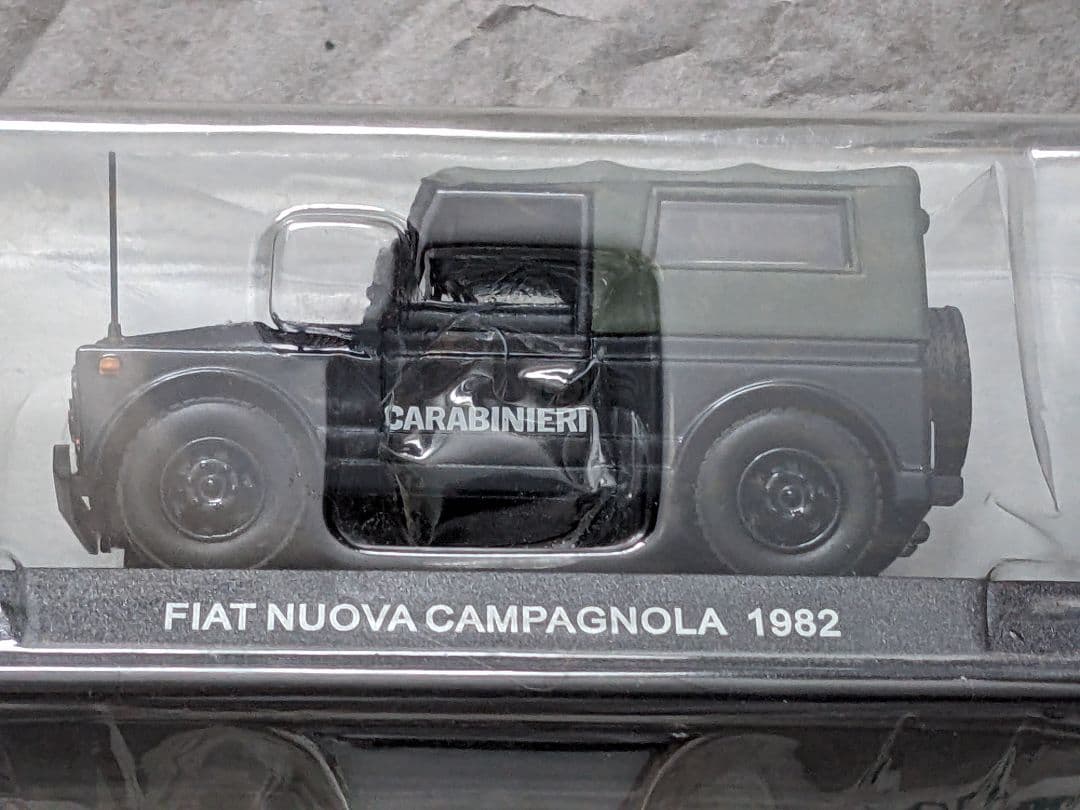 CARABINIERI
FIAT NUOVA CAMPAGNOLA 1982